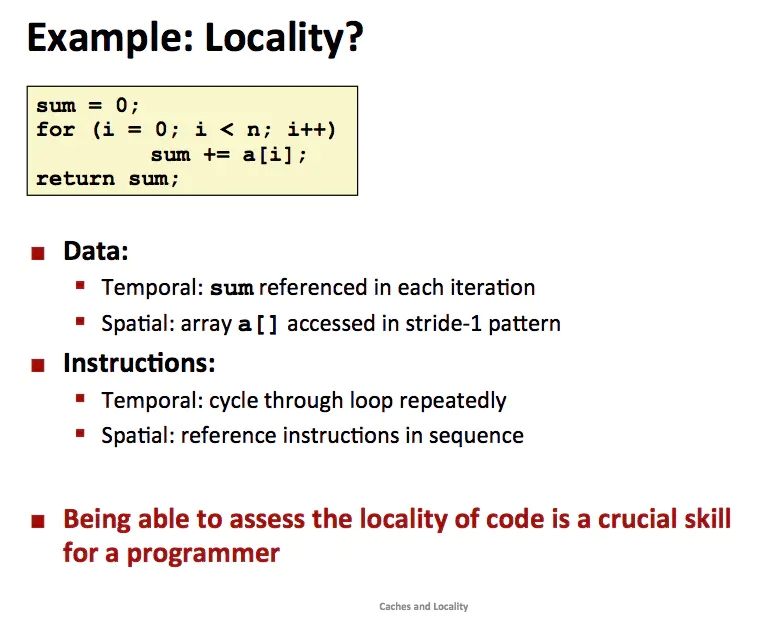 Example: Locality?
sum = 0;
for (i = 0; i < n; i++)
sum += a[i];
return sum;
■ Data:
▪ Temporal: sum referenced in each iteration
▪ Spatial: array a[] accessed in stride-1 pattern
■ Instructions:
▪ Temporal: cycle through loop repeatedly
▪ Spatial: reference instructions in sequence
■ Being able to assess the locality of code is a crucial skill
for a programmer
Caches and Locality